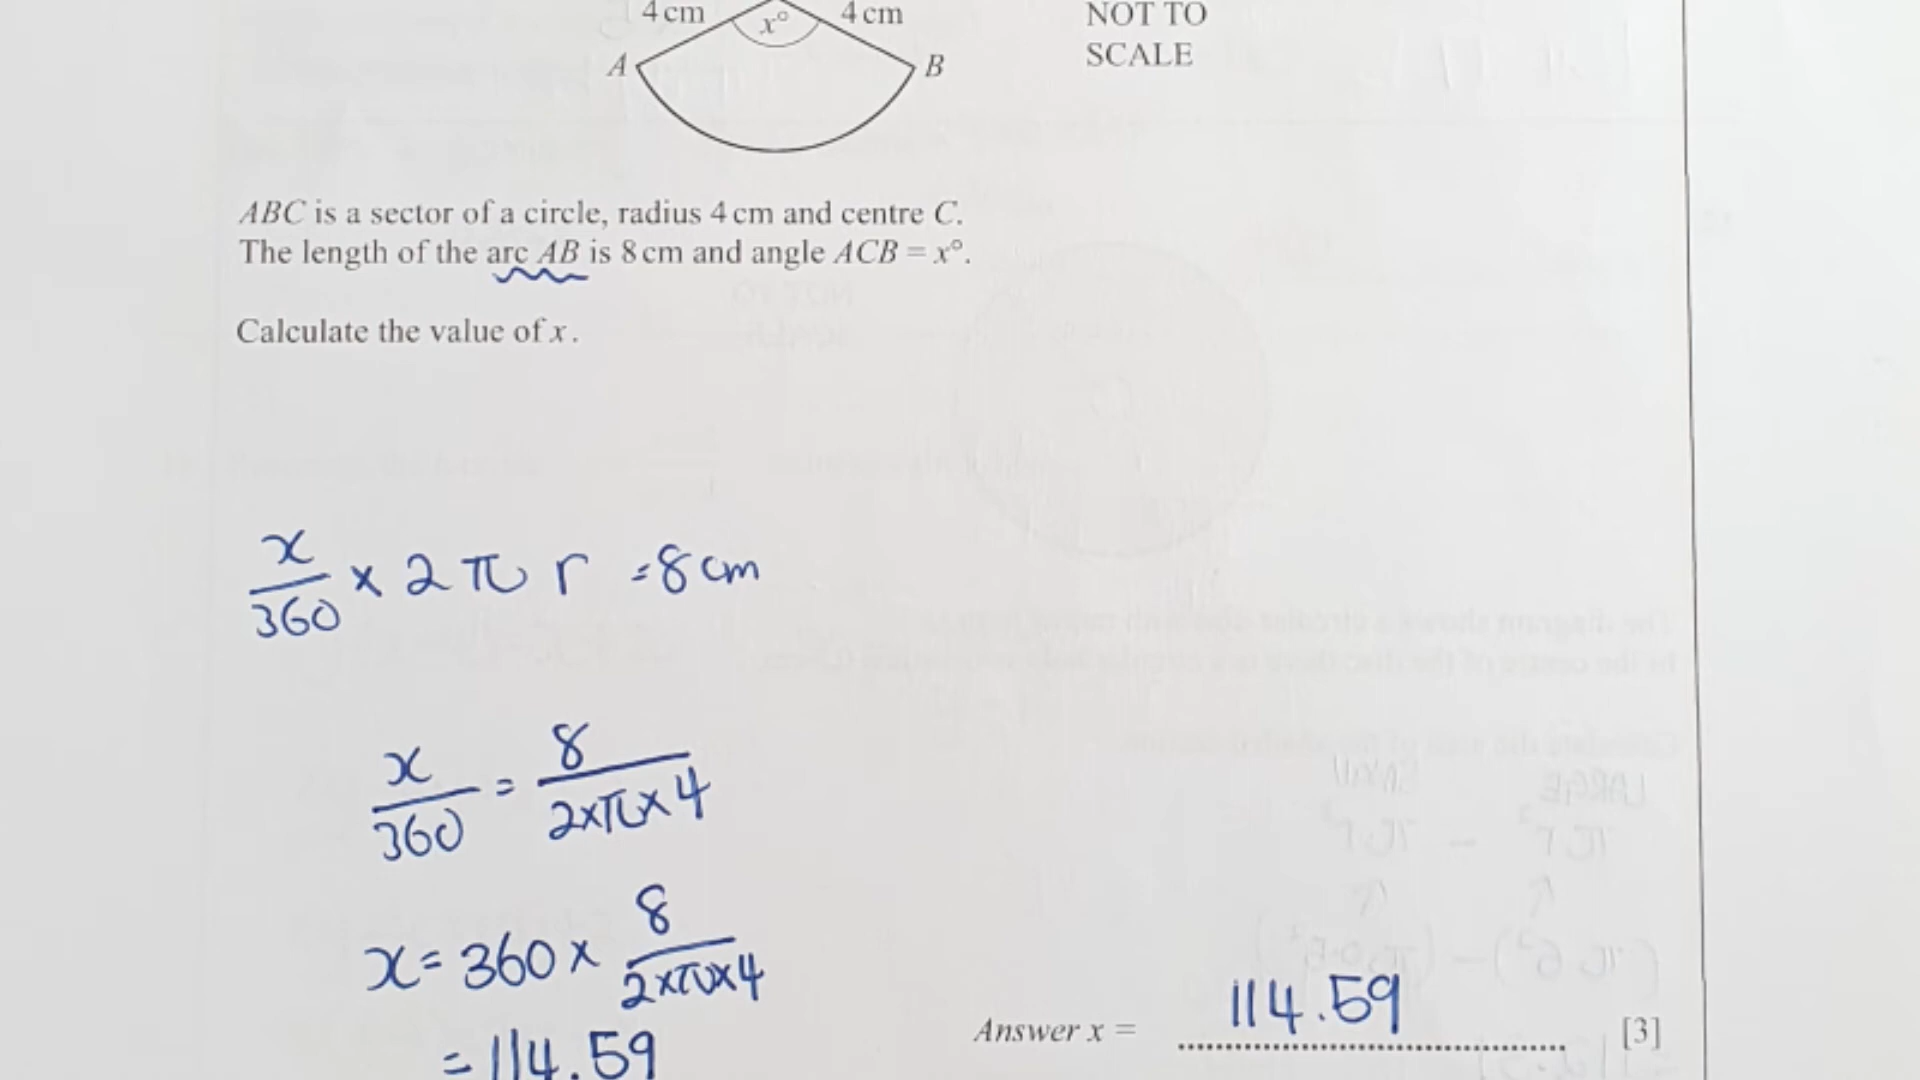 4 cm x° 4 cm NOT TO
A B SCALE
ABC is a sector of a circle, radius 4 cm and centre C.
The length of the arc AB is 8 cm and angle ACB = x°.
Calculate the value of x.
x/360 × 2 π r = 8 cm
x/360 = 8/2×π×4
x = 360 × 8/2×π×4
= 114.59
Answer x = 114.59 [3]